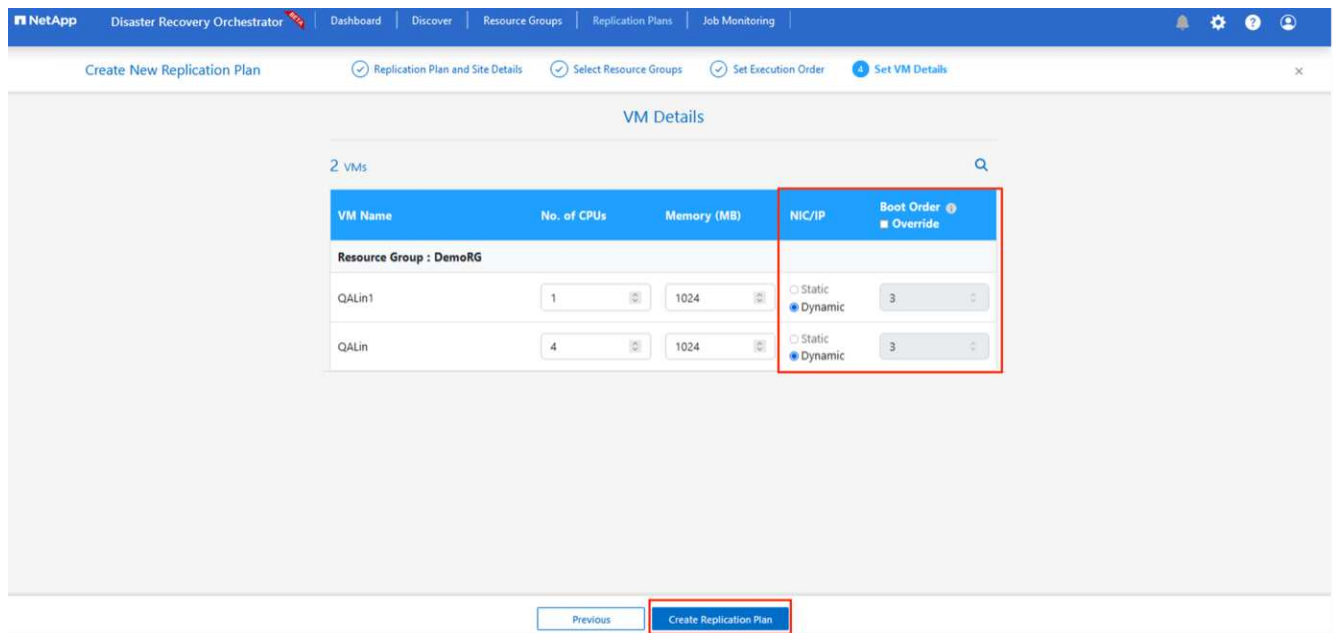 NetApp Disaster Recovery Orchestrator BETA Dashboard Discover Resource Groups Replication Plans Job Monitoring
Create New Replication Plan Replication Plan and Site Details Select Resource Groups Set Execution Order 4 Set VM Details
VM Details
2 VMs
VM Name No. of CPUs Memory (MB) NIC/IP Boot Order Override
Resource Group : DemoRG
QALin1 1 1024 Static Dynamic 3
QALin 4 1024 Static Dynamic 3
Previous Create Replication Plan